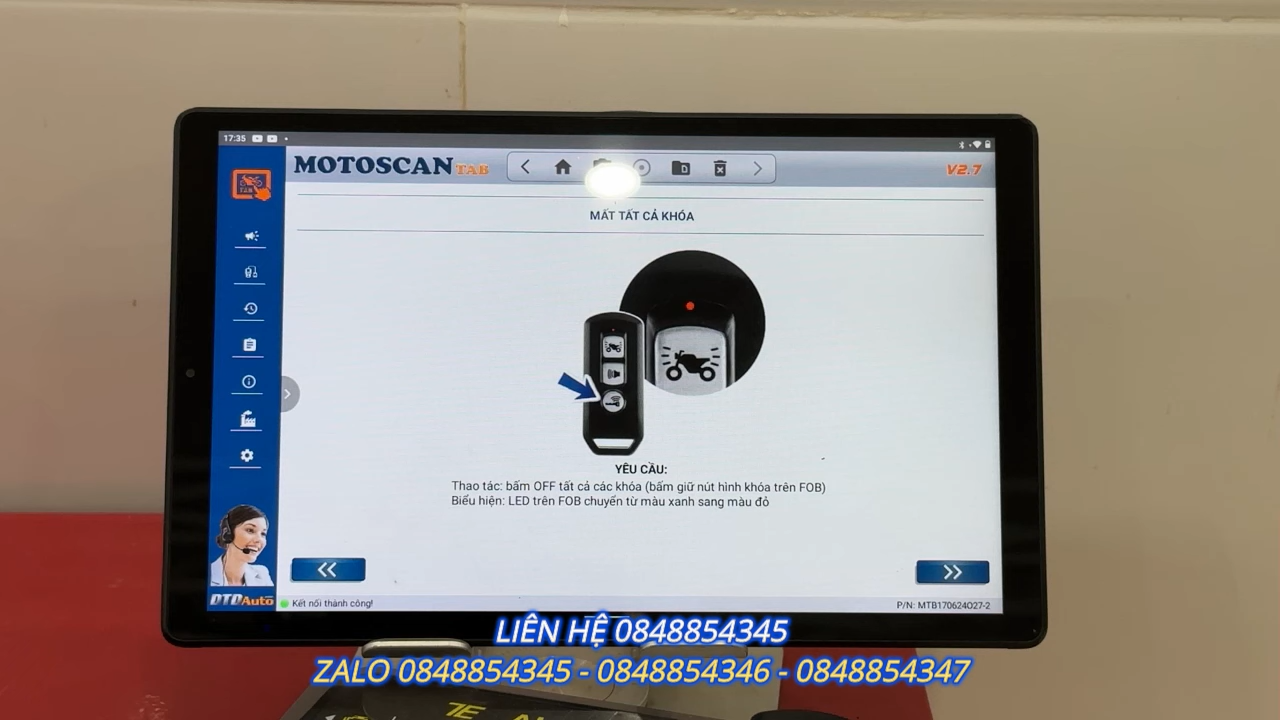 17:35
MOTOSCAN TAB
V2.7
MẤT TẤT CẢ KHÓA
YÊU CẦU:
Thao tác: bấm OFF tất cả các khóa (bấm giữ nút hình khóa trên FOB)
Biểu hiện: LED trên FOB chuyển từ màu xanh sang màu đỏ
DTDAuto
Kết nối thành công!
P/N: MTB170624O27-2
LIÊN HỆ 0848854345
ZALO 0848854345 - 0848854346 - 0848854347